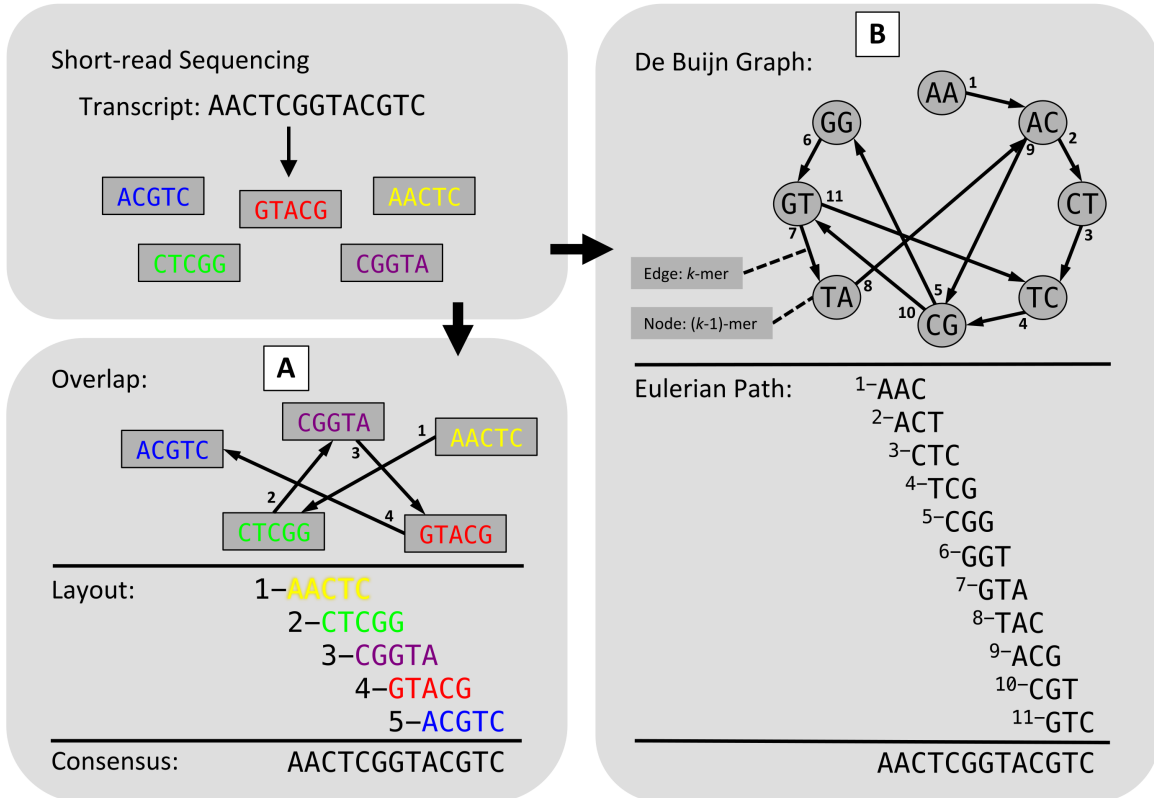 Short-read Sequencing
Transcript: AACTCGGTACGTC
ACGTC
GTACG
AACTC
CTCGG
CGGTA
A
Overlap:
CGGTA
1
AACTC
ACGTC
3
2
4
CTCGG
GTACG
Layout:
1–AACTC
2–CTCGG
3–CGGTA
4–GTACG
5–ACGTC
Consensus: AACTCGGTACGTC
B
De Buijn Graph:
AA
1
GG
AC
6
9
2
GT
11
CT
7
3
Edge: k-mer
TA
8
5
TC
Node: (k-1)-mer
10
CG
4
Eulerian Path:
1–AAC
2–ACT
3–CTC
4–TCG
5–CGG
6–GGT
7–GTA
8–TAC
9–ACG
10–CGT
11–GTC
AACTCGGTACGTC